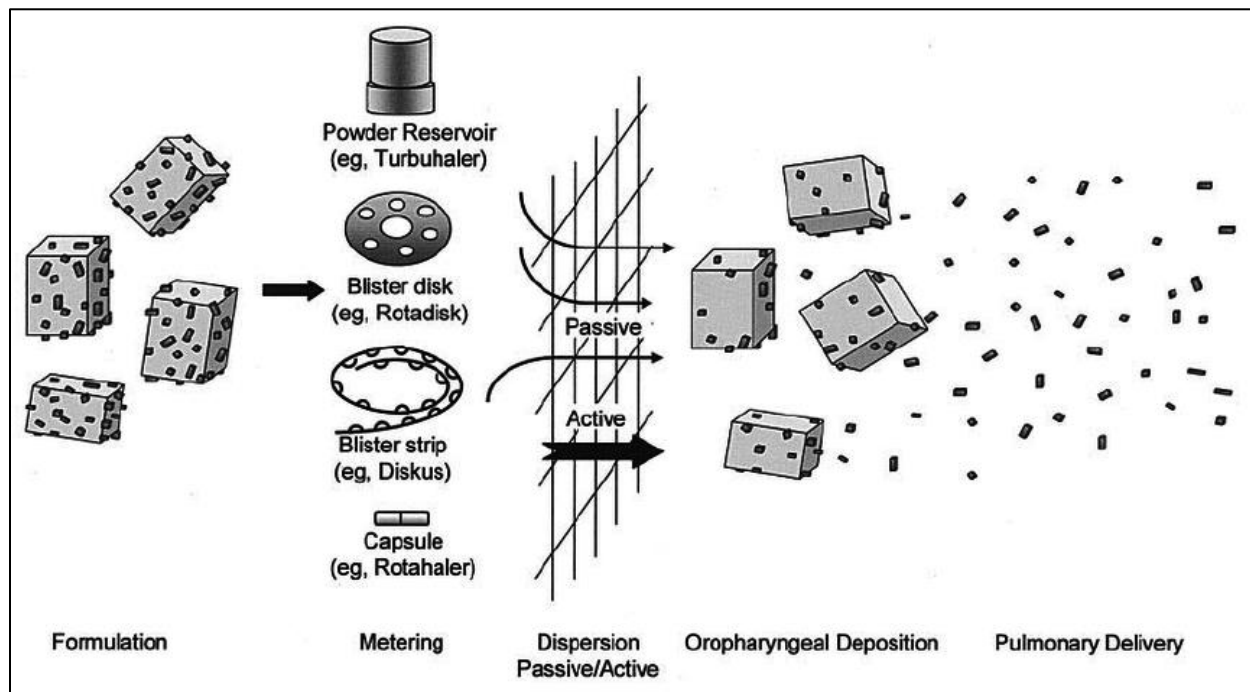 Powder Reservoir
(eg, Turbuhaler)
Blister disk
(eg, Rotadisk)
Blister strip
(eg, Diskus)
Capsule
(eg, Rotahaler)
Passive
Active
Formulation
Metering
Dispersion
Passive/Active
Oropharyngeal Deposition
Pulmonary Delivery